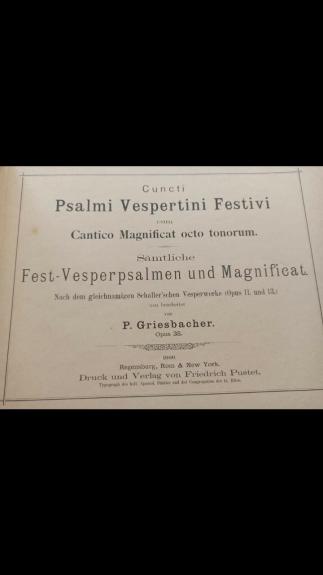 Cuncti
Psalmi Vespertini Festivi
cum
Cantico Magnificat octo tonorum.
Sämtliche
Fest-Vesperpsalmen und Magnificat
Nach dem gleichnamigen Schaller'schen Vesperwerke (Opus 11. und 13.)
neu bearbeitet
von
P. Griesbacher.
Opus 38.
Regensburg, Rom & New York.
Druck und Verlag von Friedrich Pustet,
Typograph des heil. Apostol. Stuhles und der Congregation der hl. Riten.